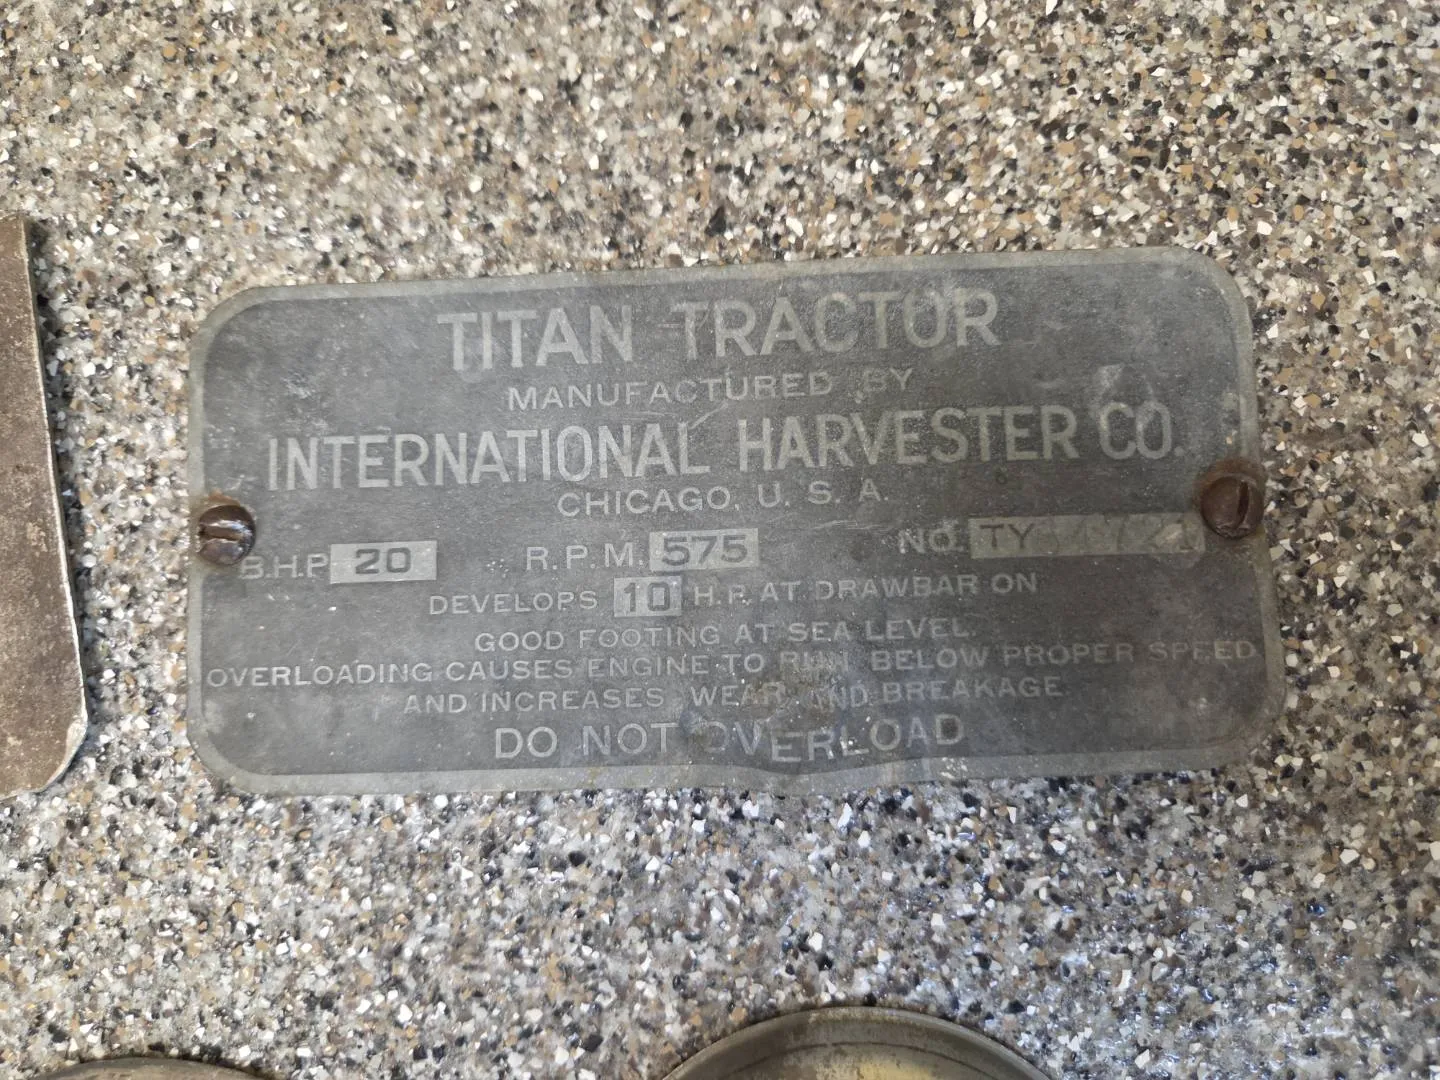 TITAN TRACTOR
MANUFACTURED BY
INTERNATIONAL HARVESTER CO.
CHICAGO, U. S. A.
B.H.P. 20 R.P.M. 575 NO. TY
DEVELOPS 10 H.P. AT DRAWBAR ON
GOOD FOOTING AT SEA LEVEL.
OVERLOADING CAUSES ENGINE TO RUN BELOW PROPER SPEED
AND INCREASES WEAR AND BREAKAGE.
DO NOT OVERLOAD